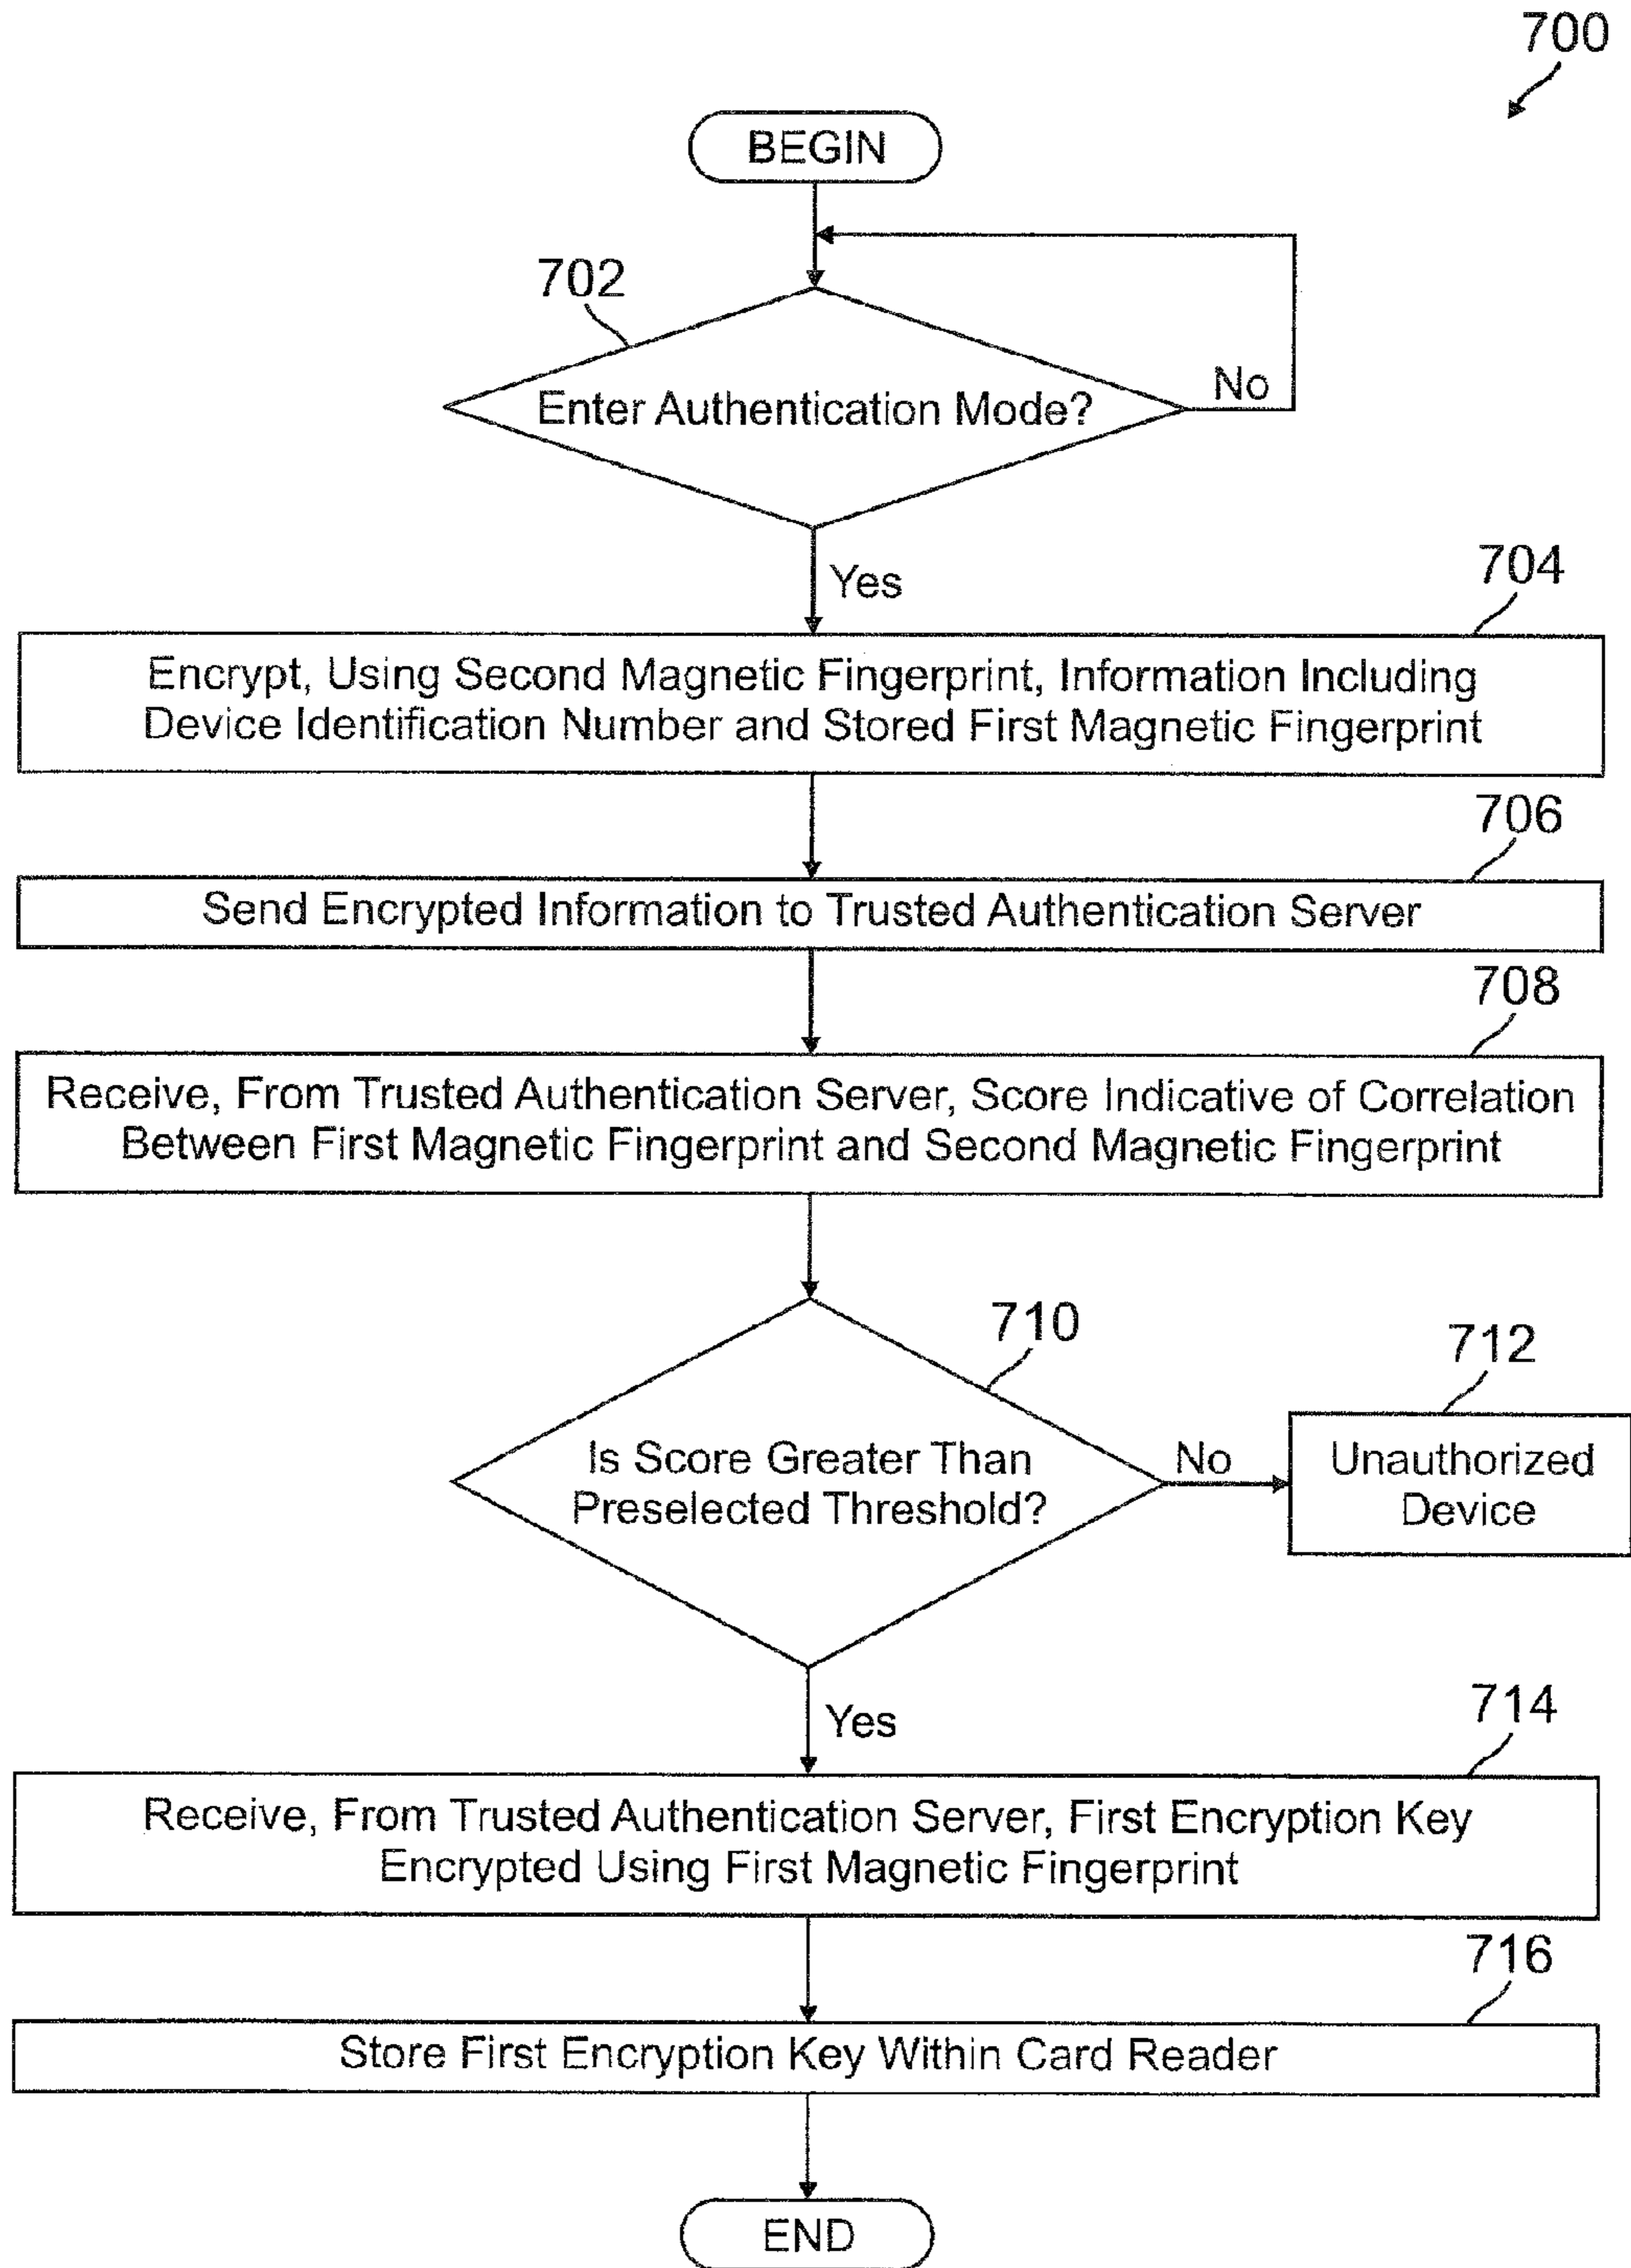 700
BEGIN
702
Enter Authentication Mode?
No
Yes
704
Encrypt, Using Second Magnetic Fingerprint, Information Including
Device Identification Number and Stored First Magnetic Fingerprint
706
Send Encrypted Information to Trusted Authentication Server
708
Receive, From Trusted Authentication Server, Score Indicative of Correlation
Between First Magnetic Fingerprint and Second Magnetic Fingerprint
710
Is Score Greater Than
Preselected Threshold?
No
712
Unauthorized
Device
Yes
714
Receive, From Trusted Authentication Server, First Encryption Key
Encrypted Using First Magnetic Fingerprint
716
Store First Encryption Key Within Card Reader
END